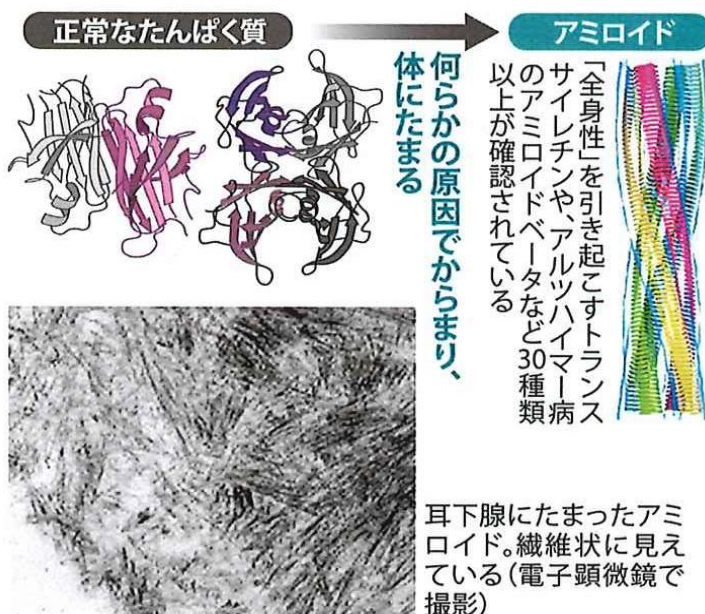 正常なたんぱく質
アミロイド
何らかの原因でからまり、
体にたまる
「全身性」を引き起こすトランス
サイレチンや、アルツハイマー病
のアミロイドベータなど30種類
以上が確認されている
耳下腺にたまったアミ
ロイド。繊維状に見え
ている(電子顕微鏡で
撮影)